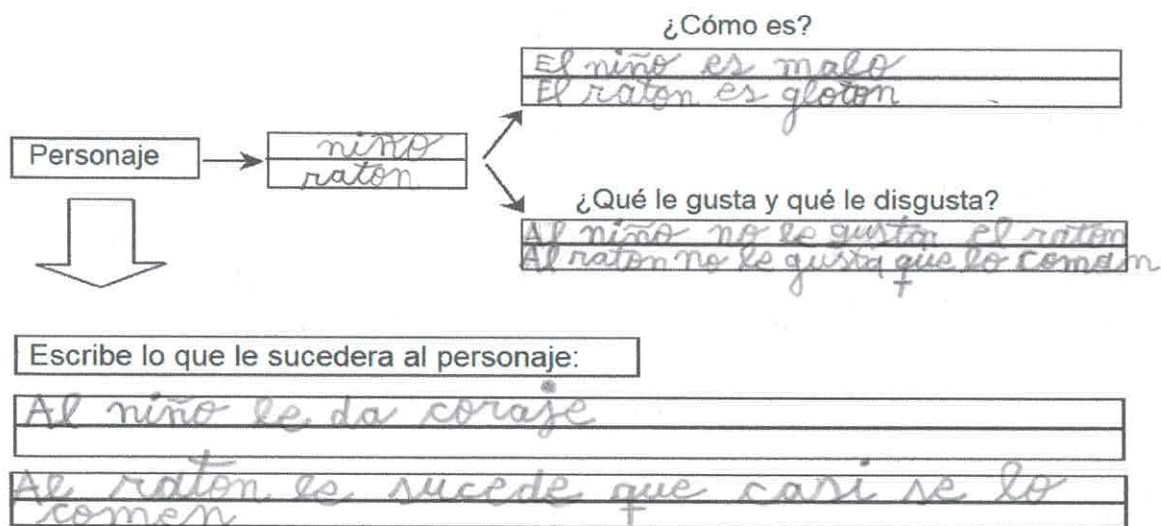 ¿Cómo es?
El niño es malo
El raton es gloton
Personaje
niño
raton
¿Qué le gusta y qué le disgusta?
Al niño no le gusta el raton
Al raton no le gusta que lo coman
Escribe lo que le sucedera al personaje:
Al niño le da coraje
Al raton le sucede que casi se lo
comen